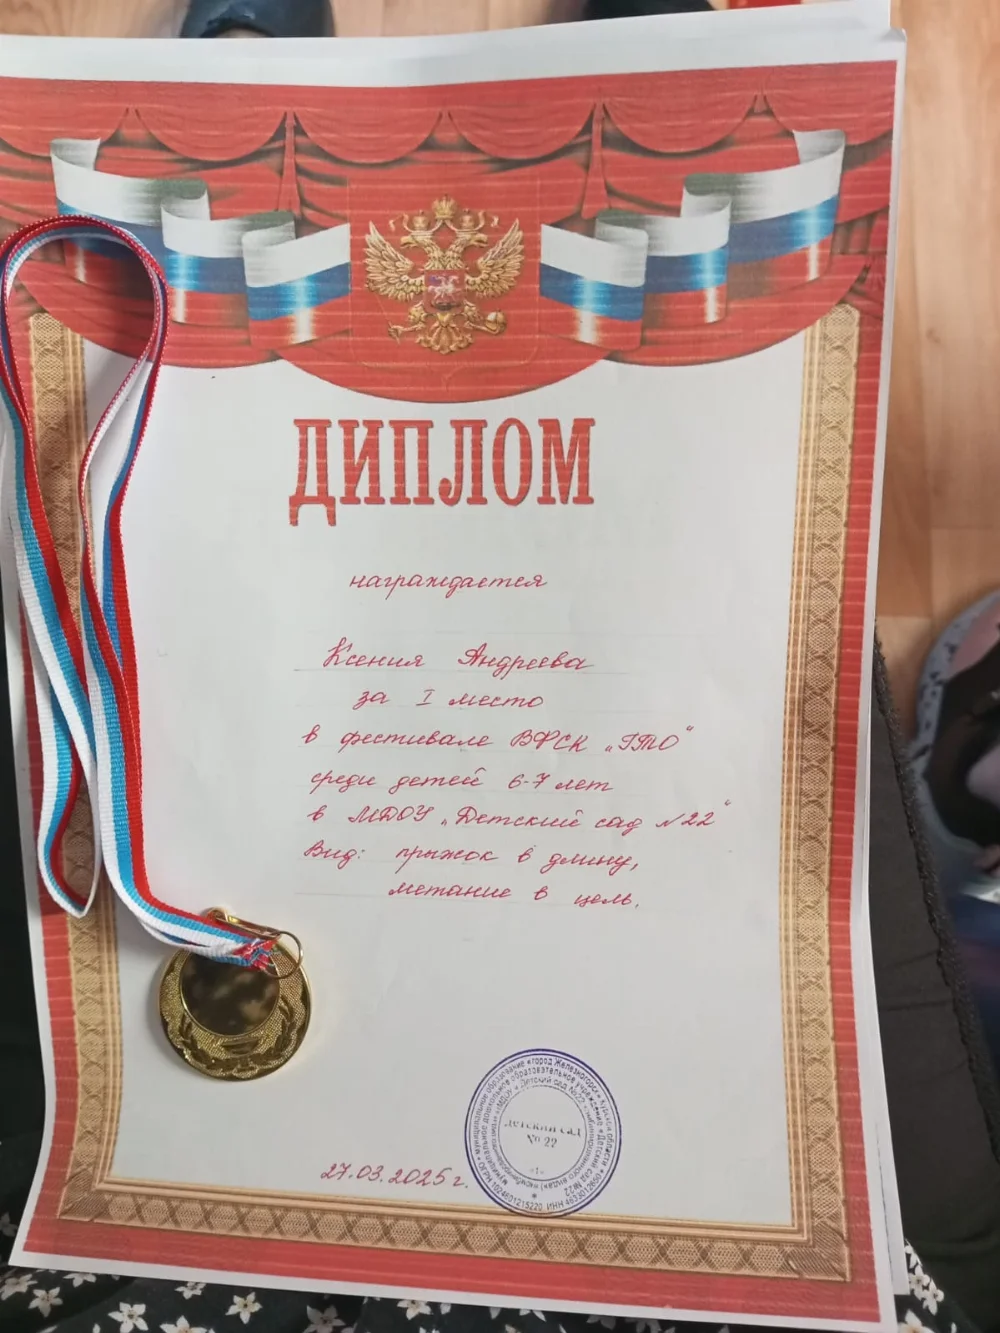 ДИПЛОМ
награждается
Ксения Андреева
за I место
в фестивале ВФСК „ГТО"
среди детей 6-7 лет
в МДОУ „Детский сад №22"
Вид: прыжок в длину,
метание в цель.
27.03.2025 г.
ДЕТСКИЙ САД
№ 22